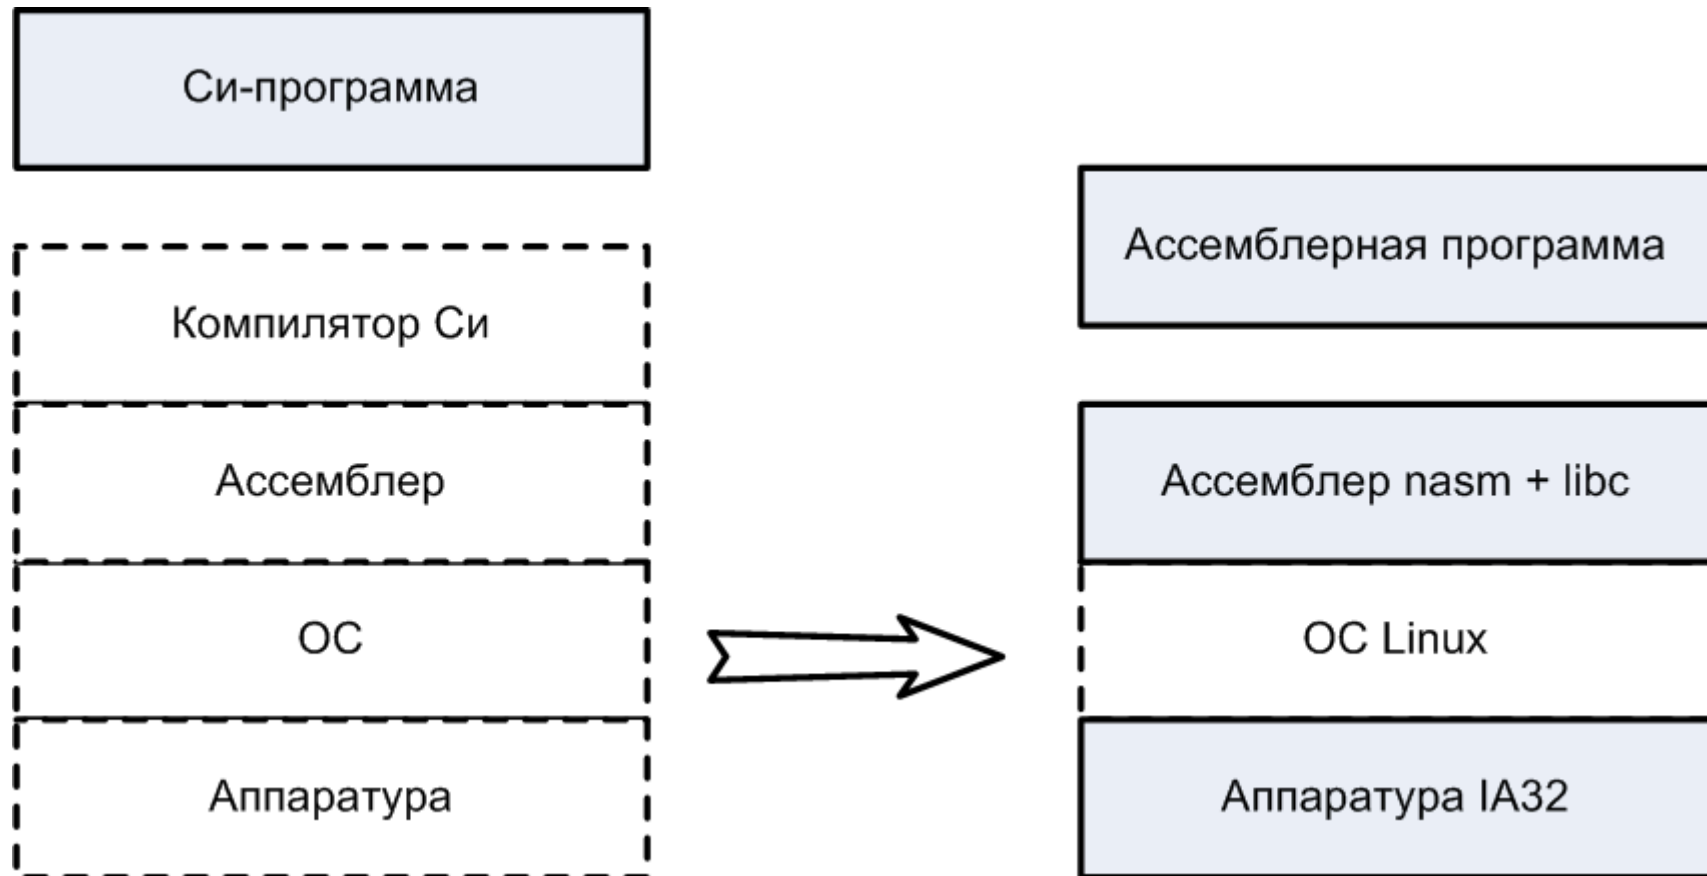 Си-программа
Компилятор Си
Ассемблер
ОС
Аппаратура
Ассемблерная программа
Ассемблер nasm + libc
ОС Linux
Аппаратура IA32